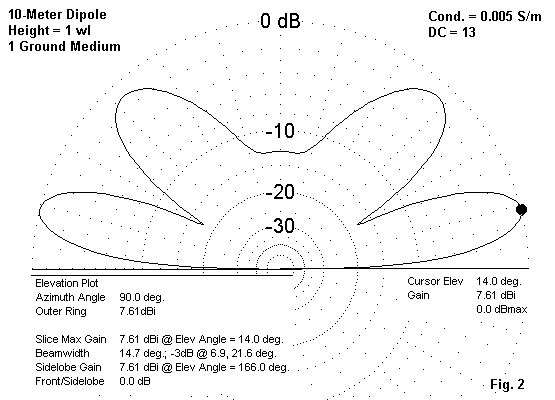 10-Meter Dipole
Height = 1 wl
1 Ground Medium
0 dB
Cond. = 0.005 S/m
DC = 13
-10
-20
-30
Elevation Plot
Azimuth Angle 90.0 deg.
Outer Ring 7.61dBi
Cursor Elev 14.0 deg.
Gain 7.61 dBi
0.0 dBmax
Slice Max Gain 7.61 dBi @ Elev Angle = 14.0 deg.
Beamwidth 14.7 deg.; -3dB @ 6.9, 21.6 deg.
Sidelobe Gain 7.61 dBi @ Elev Angle = 166.0 deg.
Front/Sidelobe 0.0 dB
Fig. 2